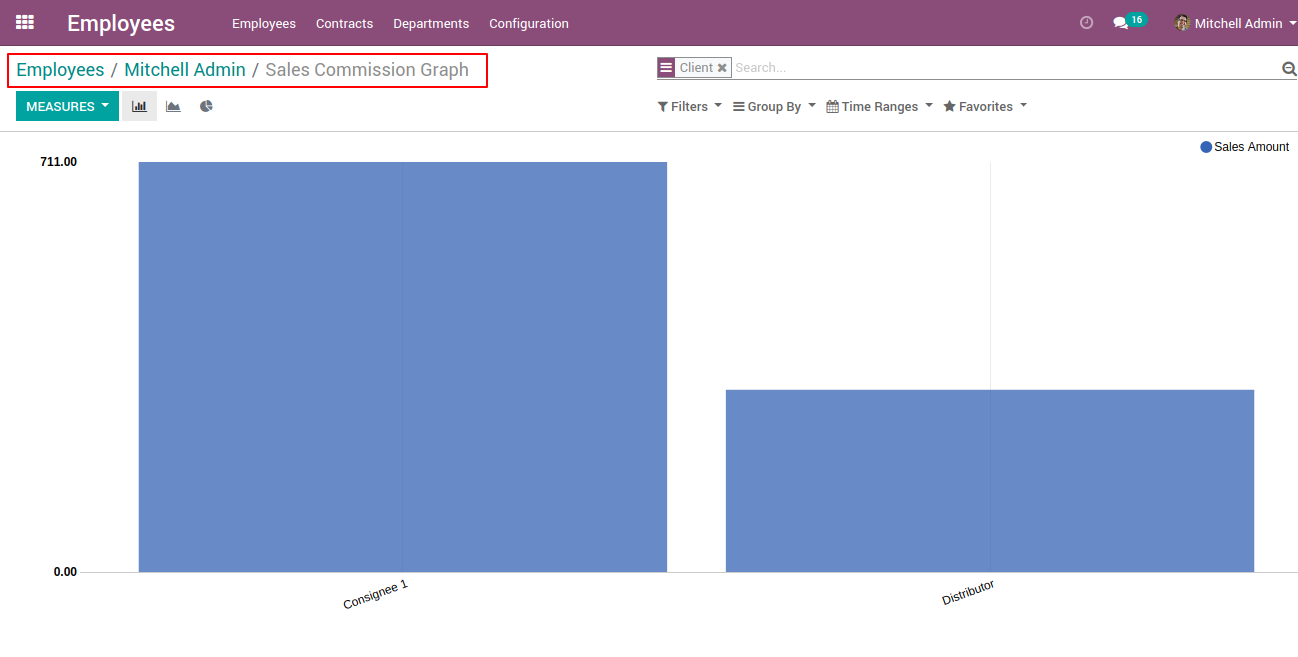 Employees Employees Contracts Departments Configuration 16 Mitchell Admin
Employees / Mitchell Admin / Sales Commission Graph Client Search...
MEASURES Filters Group By Time Ranges Favorites
Sales Amount
711.00
0.00
Consignee 1 Distributor